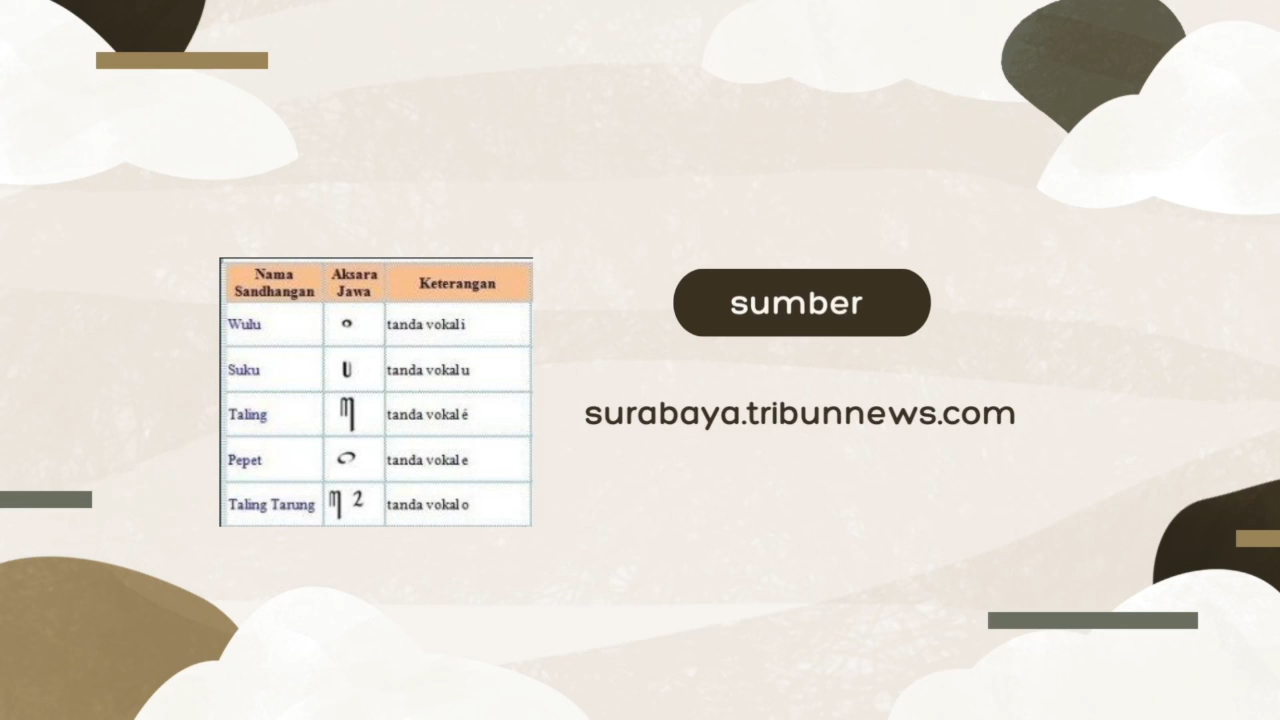 Nama Sandhangan Aksara Jawa Keterangan
Wulu ꦶ tanda vokal i
Suku ꦸ tanda vokal u
Taling ꦺ tanda vokal é
Pepet ꦼ tanda vokal e
Taling Tarung ꦺ ꦴ tanda vokal o
sumber
surabaya.tribunnews.com